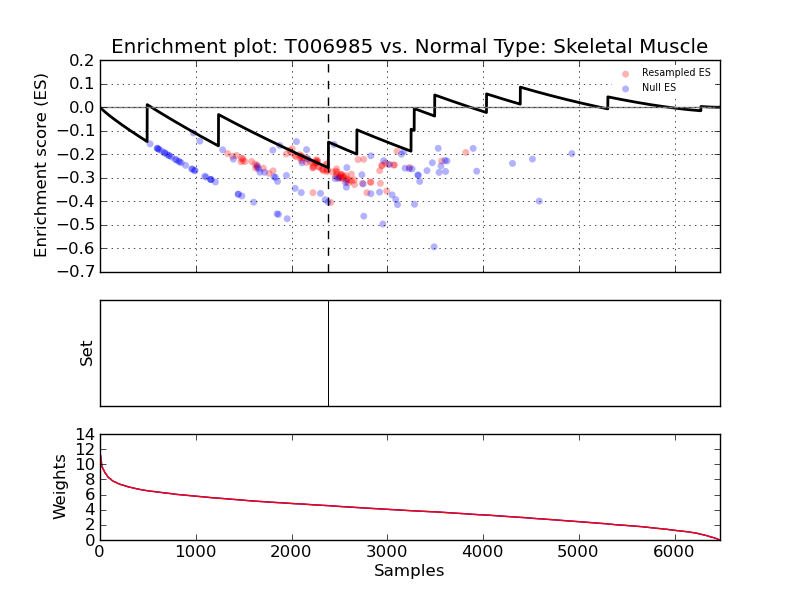 Enrichment plot: T006985 vs. Normal Type: Skeletal Muscle
Resampled ES
Null ES
0.2
0.1
0.0
−0.1
−0.2
−0.3
−0.4
−0.5
−0.6
−0.7
Enrichment score (ES)
Set
14
12
10
8
6
4
2
0
Weights
0 1000 2000 3000 4000 5000 6000
Samples